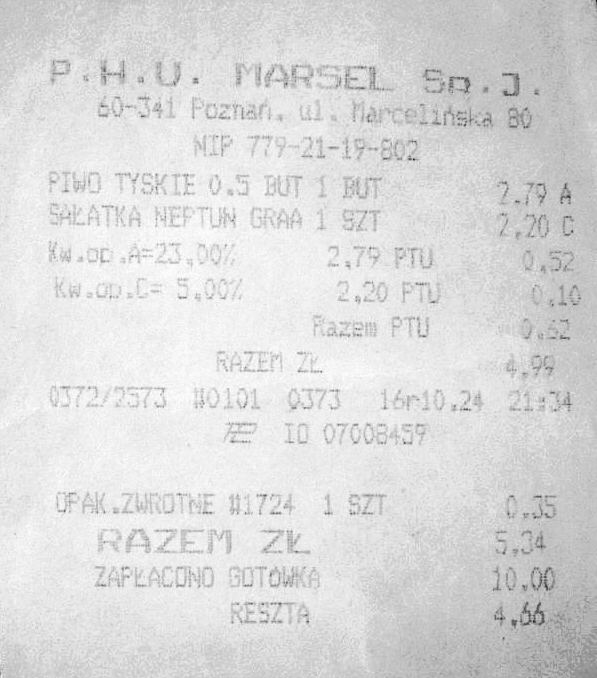 P.H.U. MARSEL Sp.J.
60-341 Poznań, ul. Marcelińska 80
NIP 779-21-19-802
PIWO TYSKIE 0.5 BUT 1 BUT 2,79 A
SAŁATKA NEPTUN GRAA 1 SZT 2,20 C
Kw.op.A=23,00% 2,79 PTU 0,52
Kw.op.C= 5,00% 2,20 PTU 0,10
Razem PTU 0,62
RAZEM ZŁ 4,99
0372/2573 #0101 0373 16r10.24 21:34
IO 07008459
OPAK.ZWROTNE #1724 1 SZT 0,35
RAZEM ZŁ 5,34
ZAPŁACONO GOTÓWKA 10,00
RESZTA 4,66